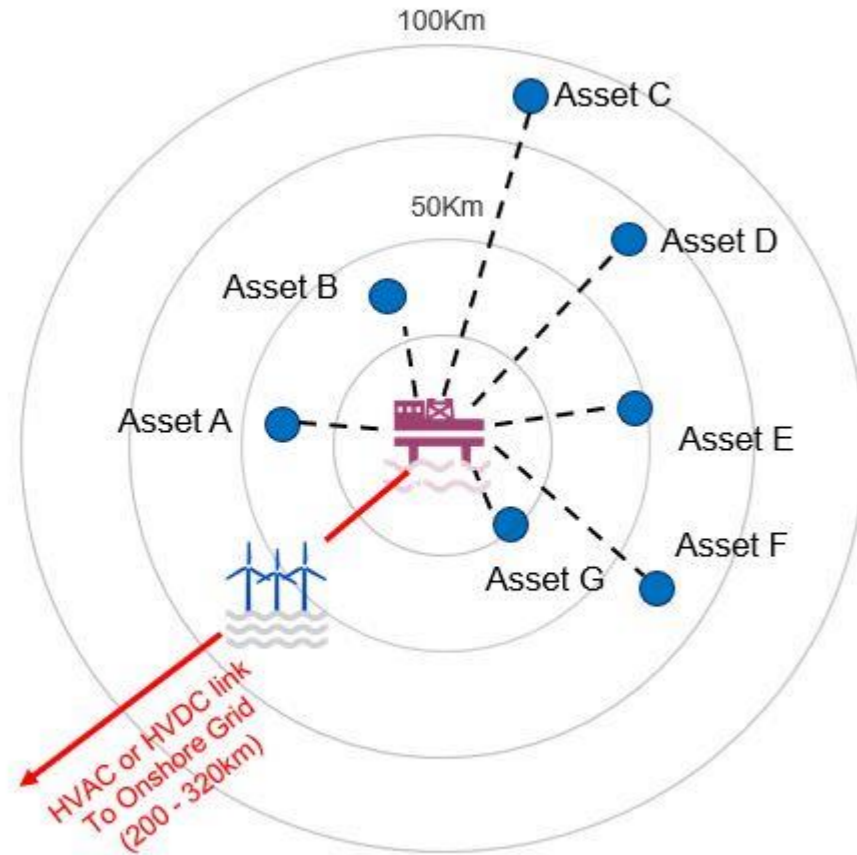 100Km
Asset C
50Km
Asset D
Asset B
Asset A
Asset E
Asset F
Asset G
HVAC or HVDC link
To Onshore Grid
(200 - 320km)